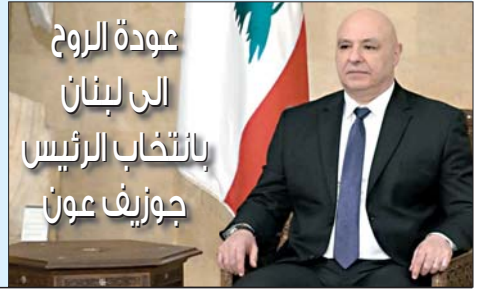 عودة الروح
الى لبنان
بانتخاب الرئيس
جوزيف عون